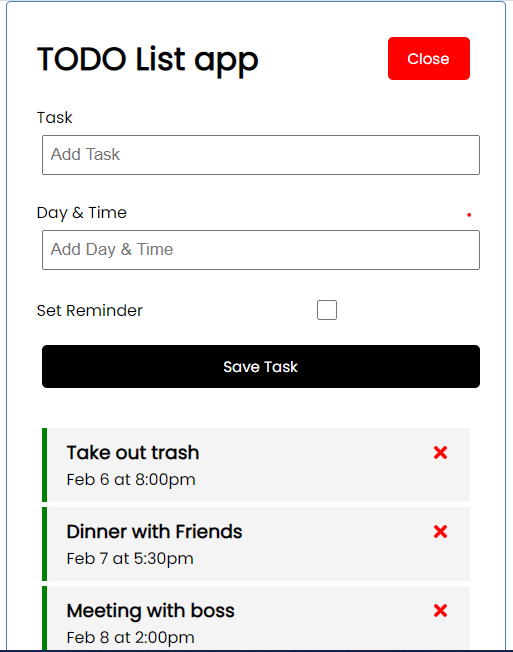 TODO List app
Close
Task
Add Task
Day & Time
Add Day & Time
Set Reminder
Save Task
Take out trash
Feb 6 at 8:00pm
Dinner with Friends
Feb 7 at 5:30pm
Meeting with boss
Feb 8 at 2:00pm